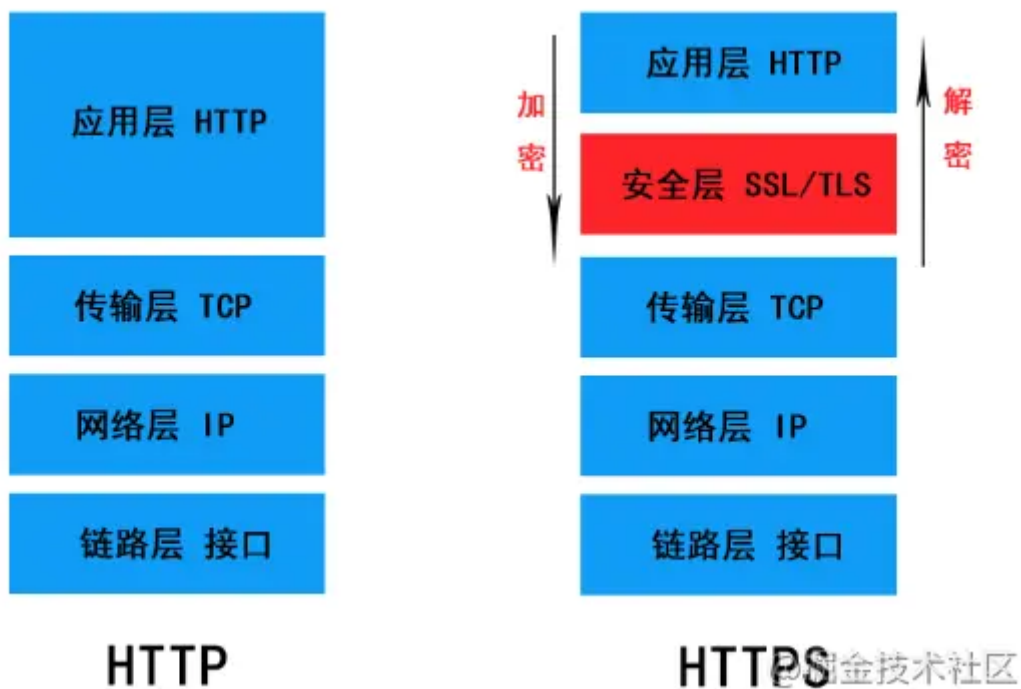 应用层 HTTP
传输层 TCP
网络层 IP
链路层 接口
HTTP
加密
应用层 HTTP
安全层 SSL/TLS
传输层 TCP
网络层 IP
链路层 接口
解密
HTTPS
@掘金技术社区